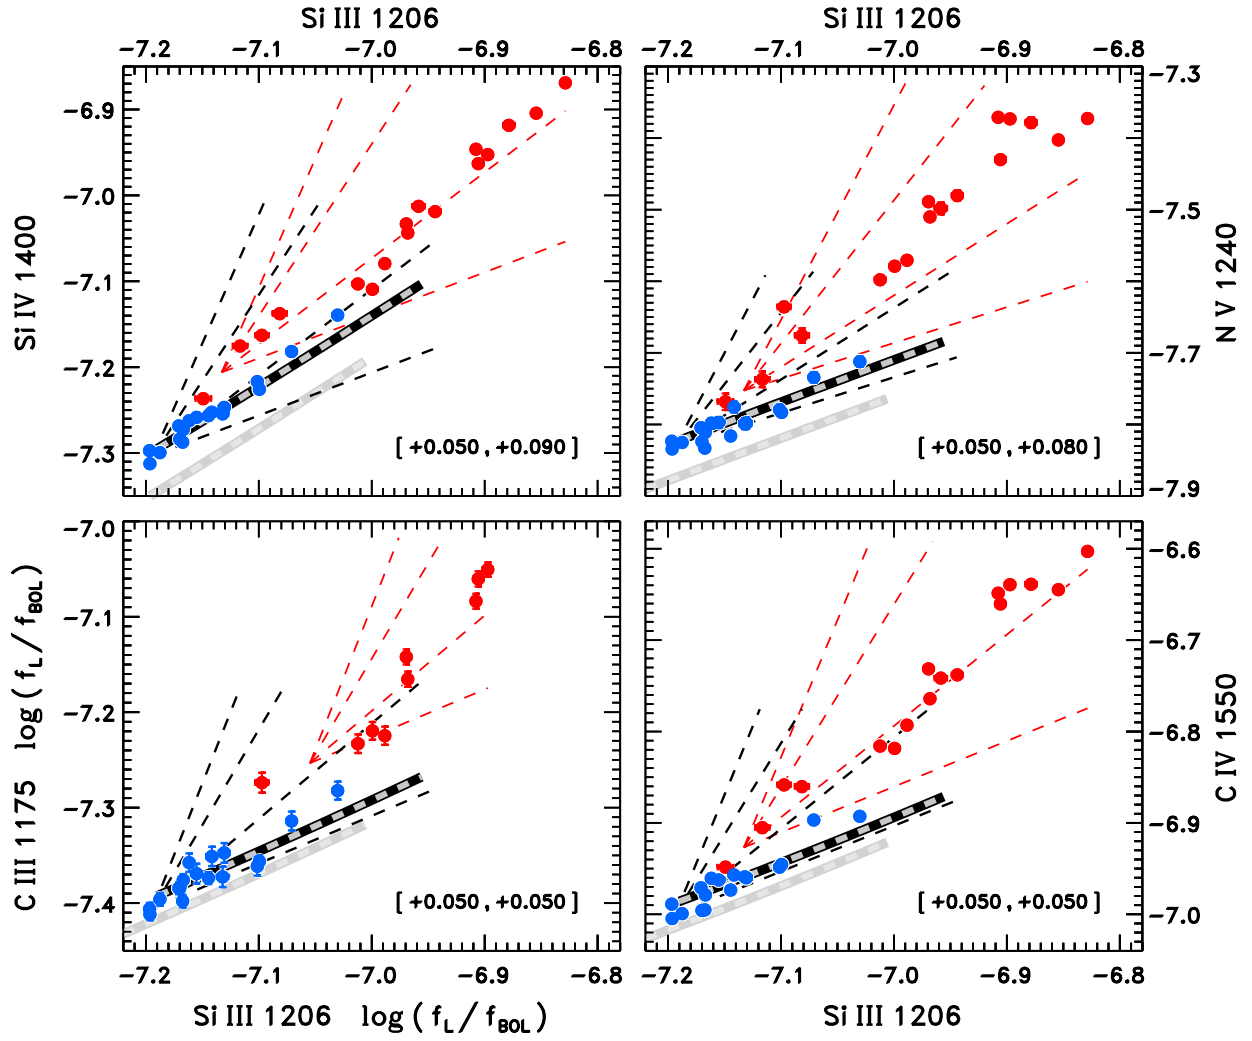 Si III 1206 Si III 1206
−7.2 −7.1 −7.0 −6.9 −6.8 −7.2 −7.1 −7.0 −6.9 −6.8
Si IV 1400
−6.9
−7.0
−7.1
−7.2
−7.3
[ +0.050 , +0.090 ]
[ +0.050 , +0.080 ]
−7.3
−7.5
−7.7
−7.9
N V 1240
C III 1175 log ( fL / fBOL )
−7.0
−7.1
−7.2
−7.3
−7.4
[ +0.050 , +0.050 ]
[ +0.050 , +0.050 ]
−6.6
−6.7
−6.8
−6.9
−7.0
C IV 1550
−7.2 −7.1 −7.0 −6.9 −6.8 −7.2 −7.1 −7.0 −6.9 −6.8
Si III 1206 log ( fL / fBOL ) Si III 1206